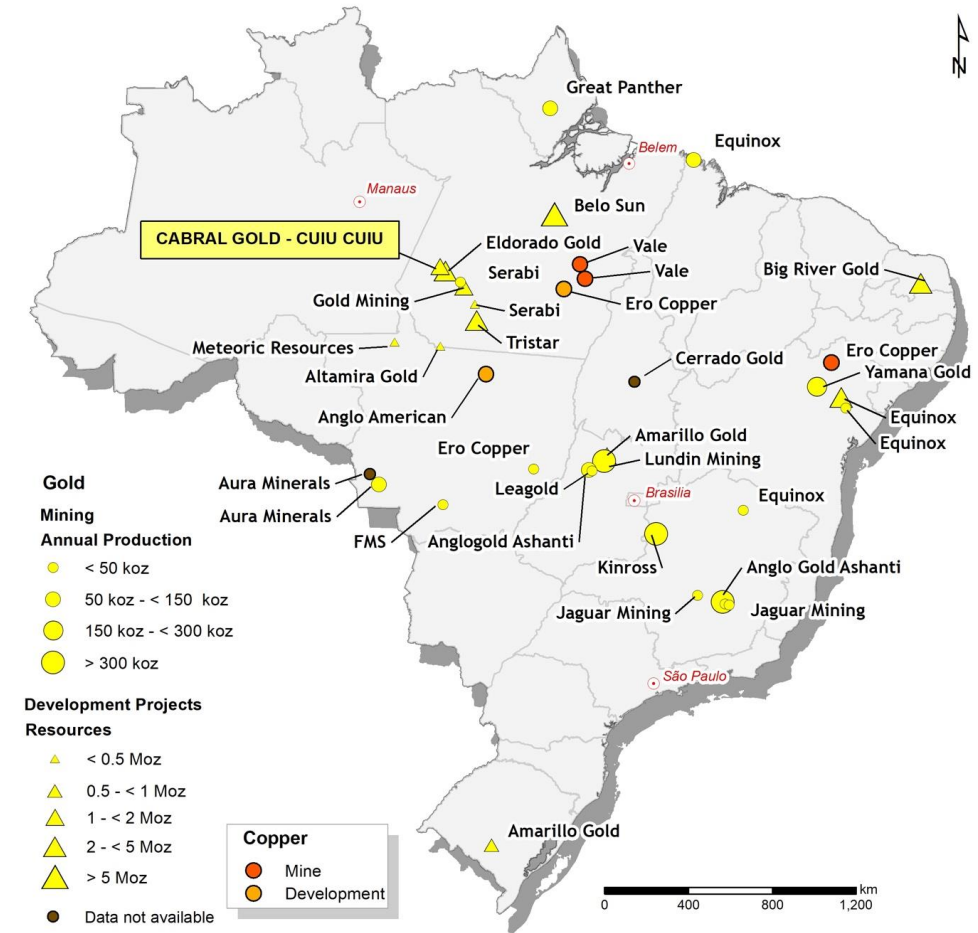 N
Great Panther
Belem
Equinox
Manaus
Belo Sun
CABRAL GOLD - CUIU CUIU
Eldorado Gold
Vale
Serabi
Vale
Big River Gold
Gold Mining
Ero Copper
Serabi
Tristar
Meteoric Resources
Altamira Gold
Cerrado Gold
Ero Copper
Yamana Gold
Anglo American
Equinox
Equinox
Amarillo Gold
Ero Copper
Lundin Mining
Aura Minerals
Leagold
Brasilia
Equinox
Aura Minerals
FMS
Anglogold Ashanti
Kinross
Anglo Gold Ashanti
Jaguar Mining
Jaguar Mining
São Paulo
Amarillo Gold
Gold
Mining
Annual Production
< 50 koz
50 koz - < 150 koz
150 koz - < 300 koz
> 300 koz
Development Projects
Resources
< 0.5 Moz
0.5 - < 1 Moz
1 - < 2 Moz
2 - < 5 Moz
> 5 Moz
Data not available
Copper
Mine
Development
km
0 400 800 1,200